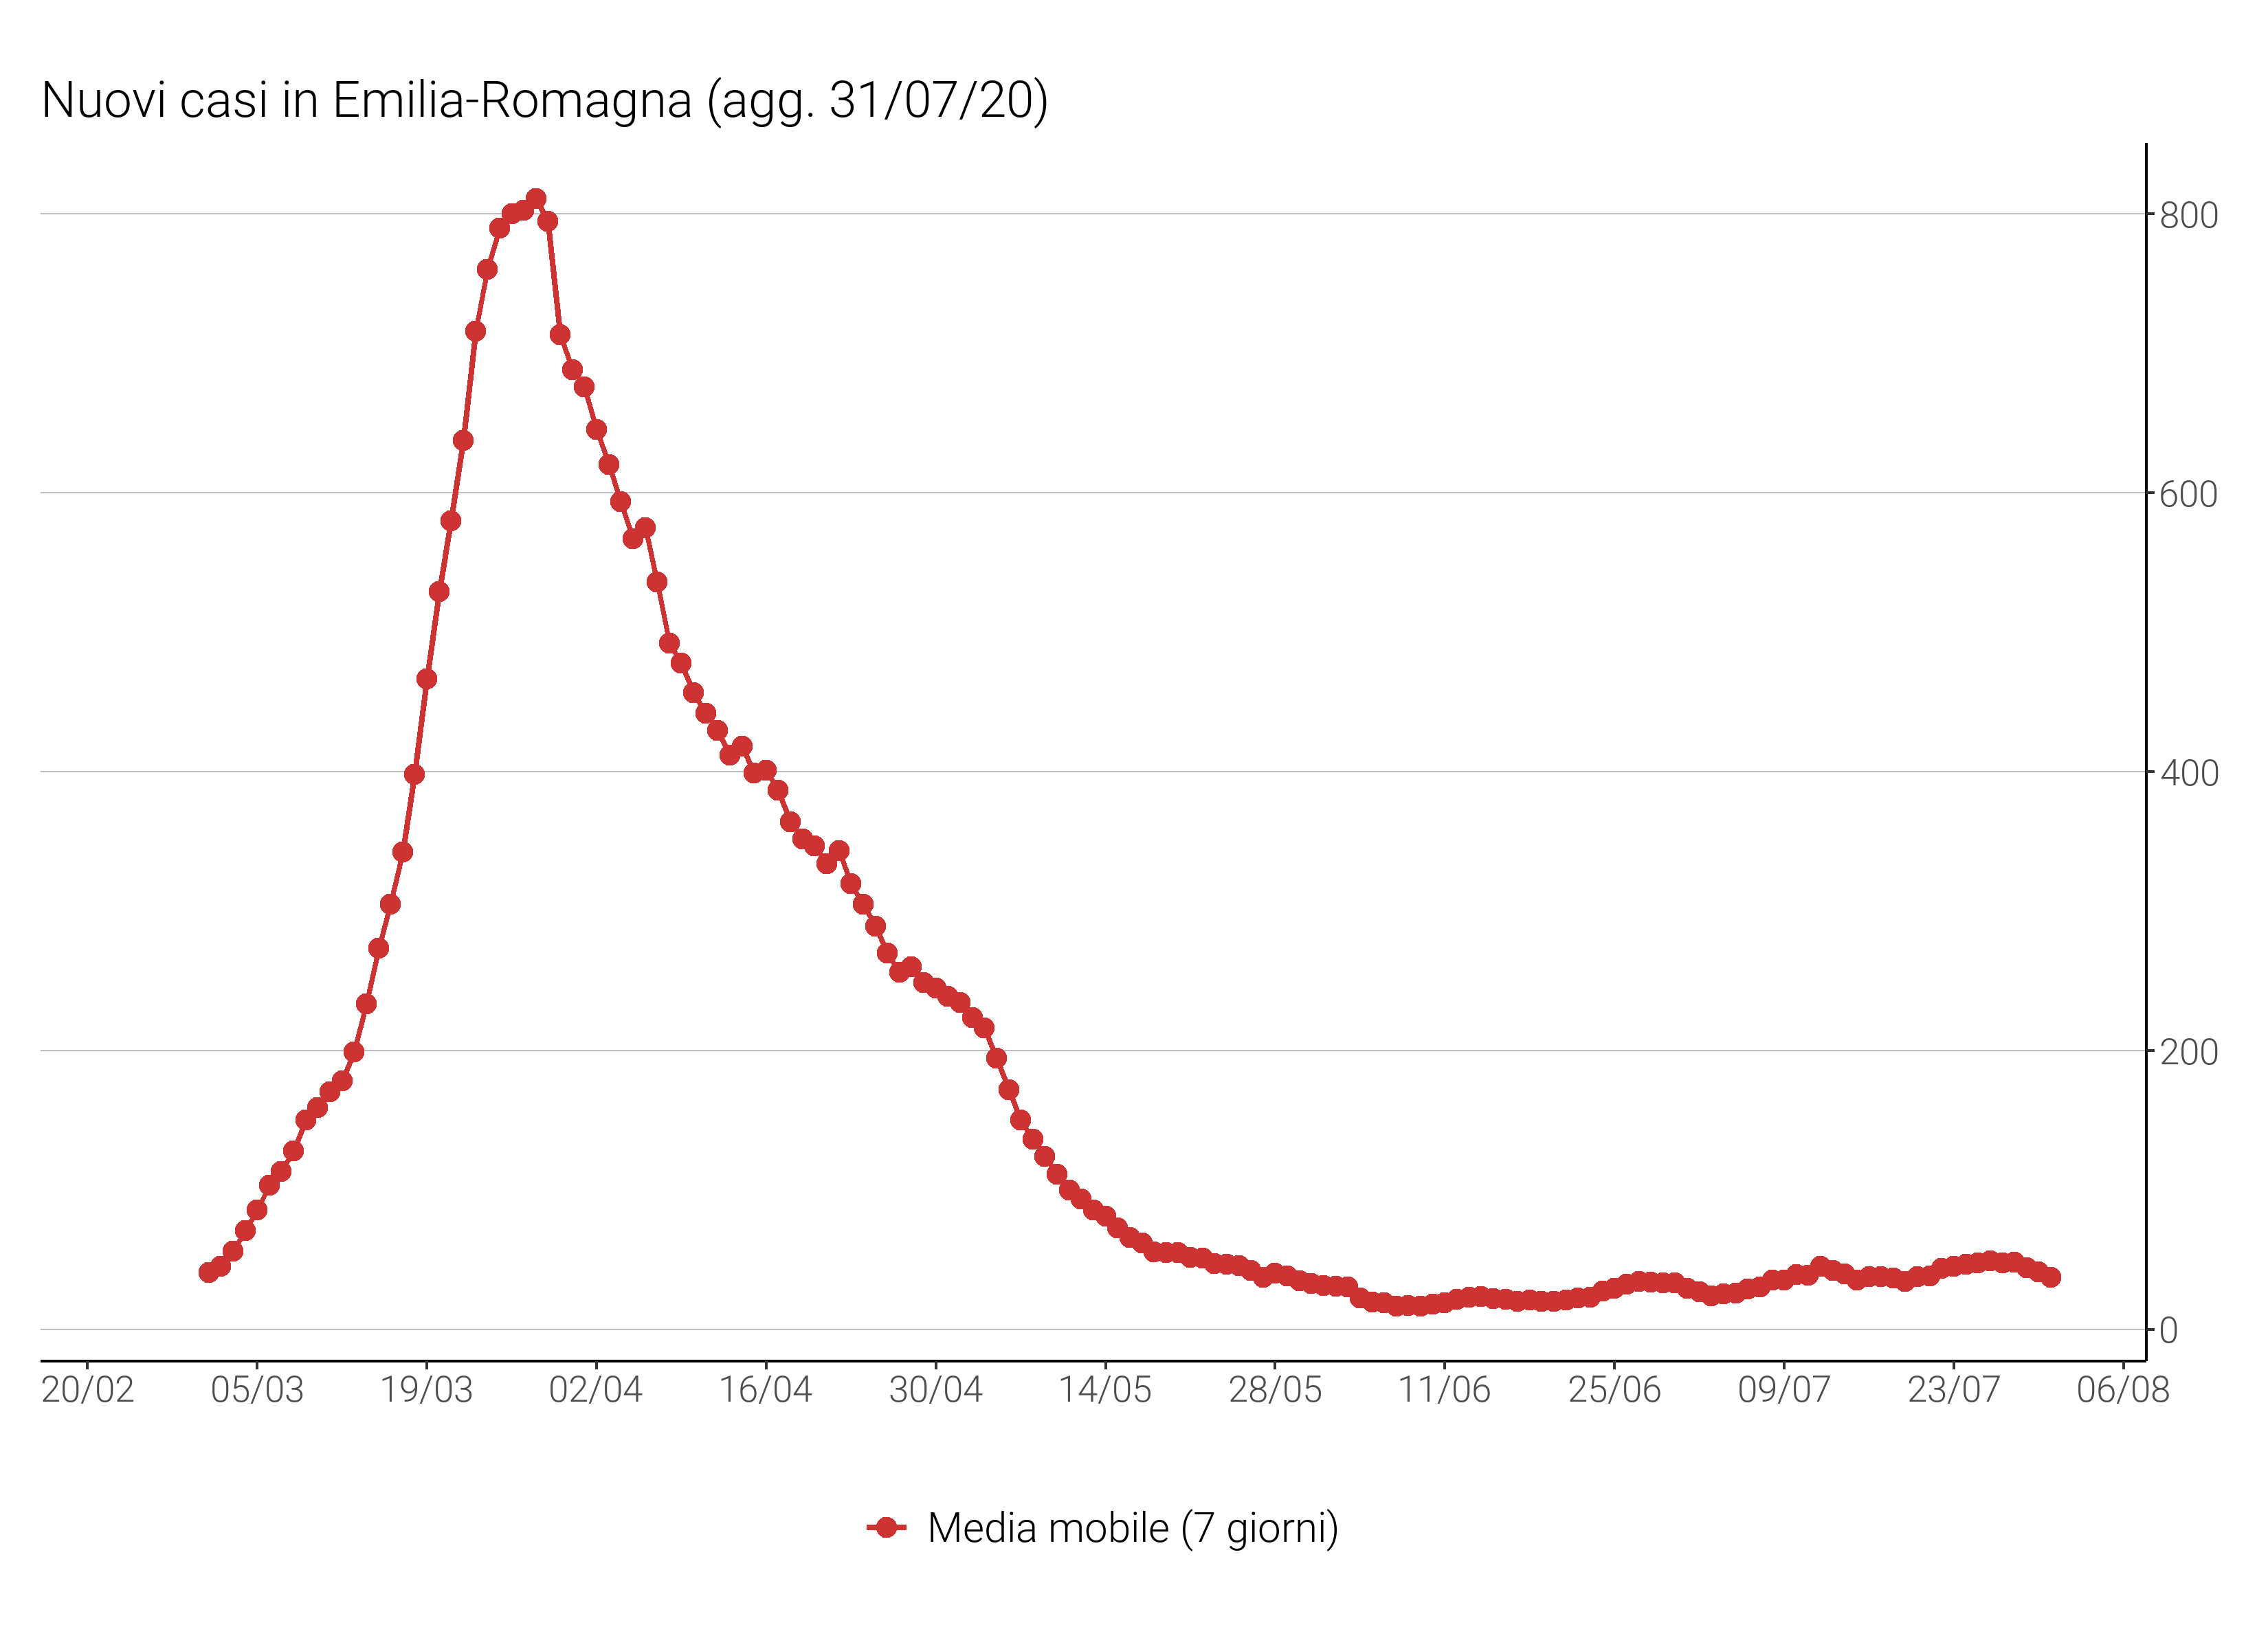 Nuovi casi in Emilia-Romagna (agg. 31/07/20)
800
600
400
200
0
20/02 05/03 19/03 02/04 16/04 30/04 14/05 28/05 11/06 25/06 09/07 23/07 06/08
Media mobile (7 giorni)